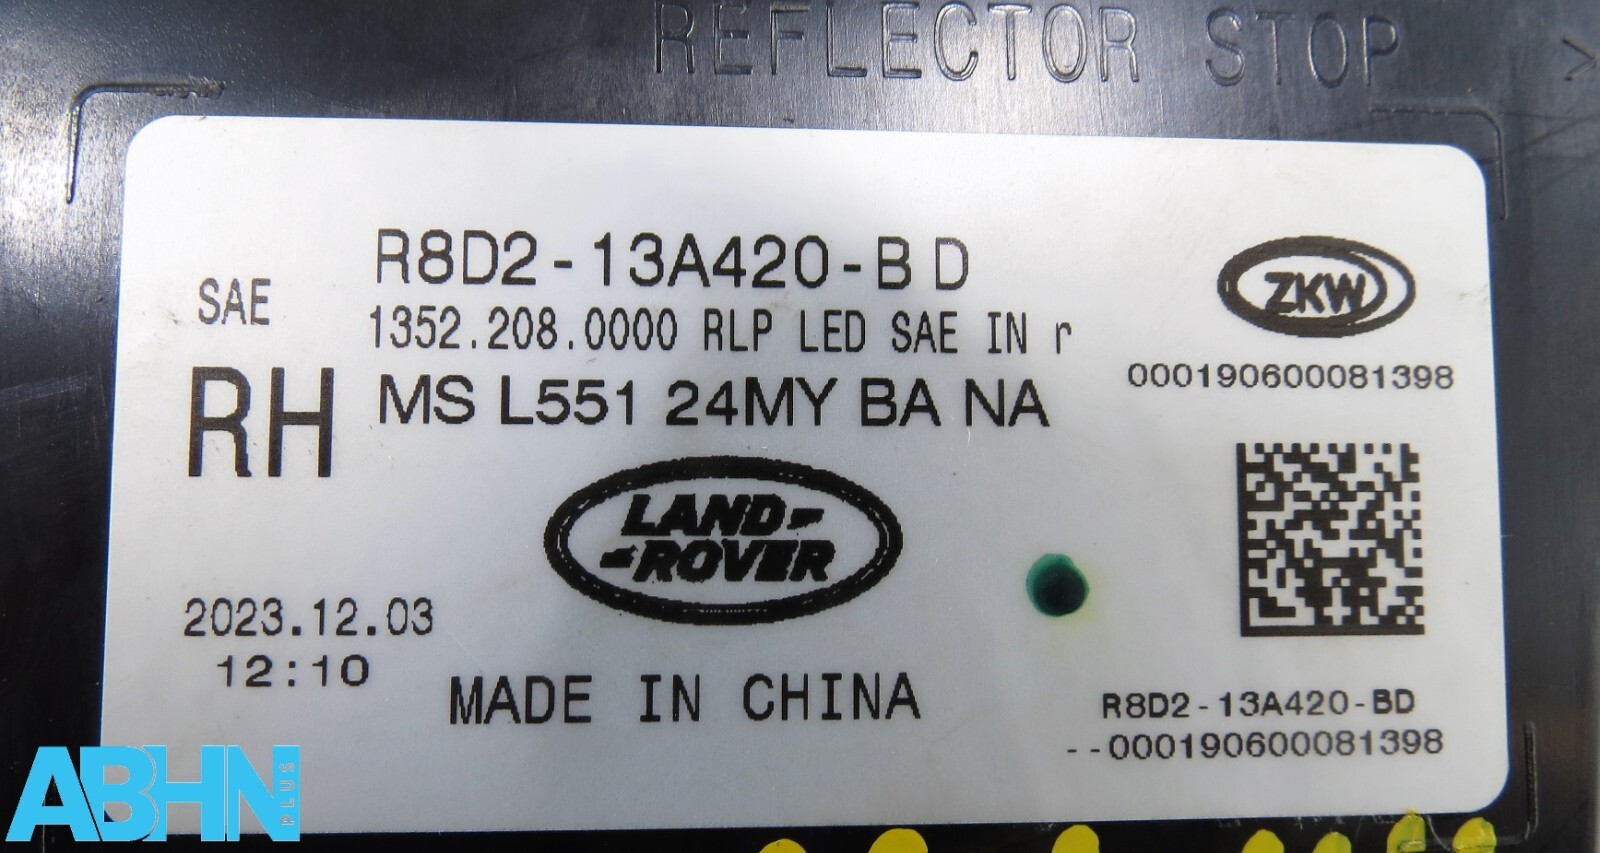 REFLECTOR STOP
R8D2-13A420-B D
SAE
1352.208.0000 RLP LED SAE IN r
RH
MS L551 24MY BA NA
ZKW
000190600081398
LAND-
-ROVER
2023.12.03
12:10
MADE IN CHINA
R8D2-13A420-BD
--000190600081398
ABHN
PLUS